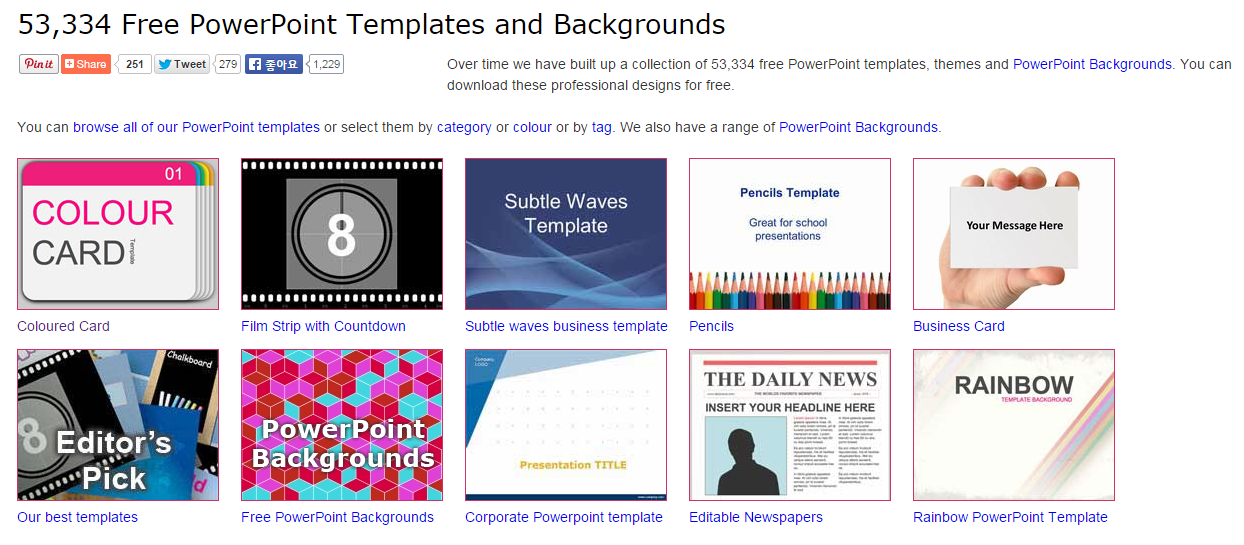 53,334 Free PowerPoint Templates and Backgrounds
Pin it Share 251 Tweet 279 좋아요 1,229
Over time we have built up a collection of 53,334 free PowerPoint templates, themes and PowerPoint Backgrounds. You can
download these professional designs for free.
You can browse all of our PowerPoint templates or select them by category or colour or by tag. We also have a range of PowerPoint Backgrounds.
01
COLOUR
CARD
Template
8
Subtle Waves
Template
Pencils Template
Great for school
presentations
Your Message Here
Coloured Card
Film Strip with Countdown
Subtle waves business template
Pencils
Business Card
Chalkboard
8
Editor's
Pick
PowerPoint
Backgrounds
Company
LOGO
Presentation TITLE
THE DAILY NEWS
THE WORLDS FAVORITE NEWSPAPER
INSERT YOUR HEADLINE HERE
RAINBOW
TEMPLATE BACKGROUND
Our best templates
Free PowerPoint Backgrounds
Corporate Powerpoint template
Editable Newspapers
Rainbow PowerPoint Template